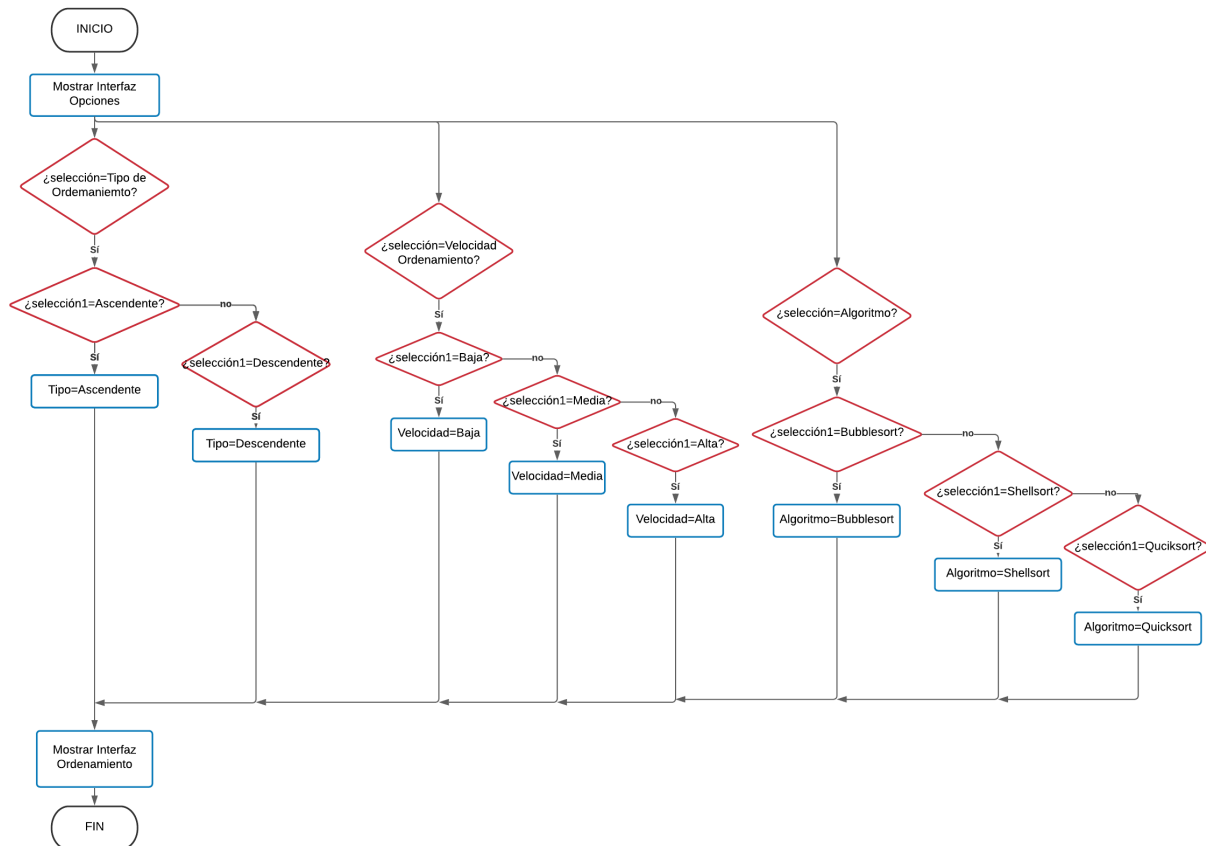 INICIO
Mostrar Interfaz
Opciones
¿selección=Tipo de
Ordemaniemto?
Sí
¿selección1=Ascendente?
no
Sí
Tipo=Ascendente
¿selección1=Descendente?
Sí
Tipo=Descendente
¿selección=Velocidad
Ordenamiento?
Sí
¿selección1=Baja?
no
Sí
Velocidad=Baja
¿selección1=Media?
no
Sí
Velocidad=Media
¿selección1=Alta?
Sí
Velocidad=Alta
¿selección=Algoritmo?
Sí
¿selección1=Bubblesort?
no
Sí
Algoritmo=Bubblesort
¿selección1=Shellsort?
no
Sí
Algoritmo=Shellsort
¿selección1=Quciksort?
Sí
Algoritmo=Quicksort
Mostrar Interfaz
Ordenamiento
FIN